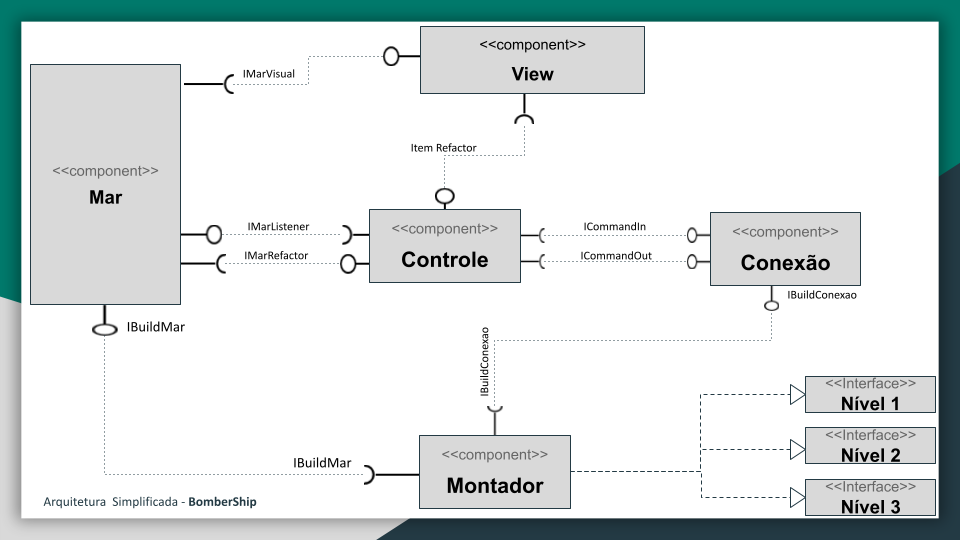 <<component>>
View
IMarVisual
Item Refactor
<<component>>
Mar
IMarListener
IMarRefactor
<<component>>
Controle
ICommandIn
ICommandOut
<<component>>
Conexão
IBuildConexao
IBuildMar
IBuildConexao
<<Interface>>
Nível 1
<<Interface>>
Nível 2
<<Interface>>
Nível 3
IBuildMar
<<component>>
Montador
Arquitetura Simplificada - BomberShip